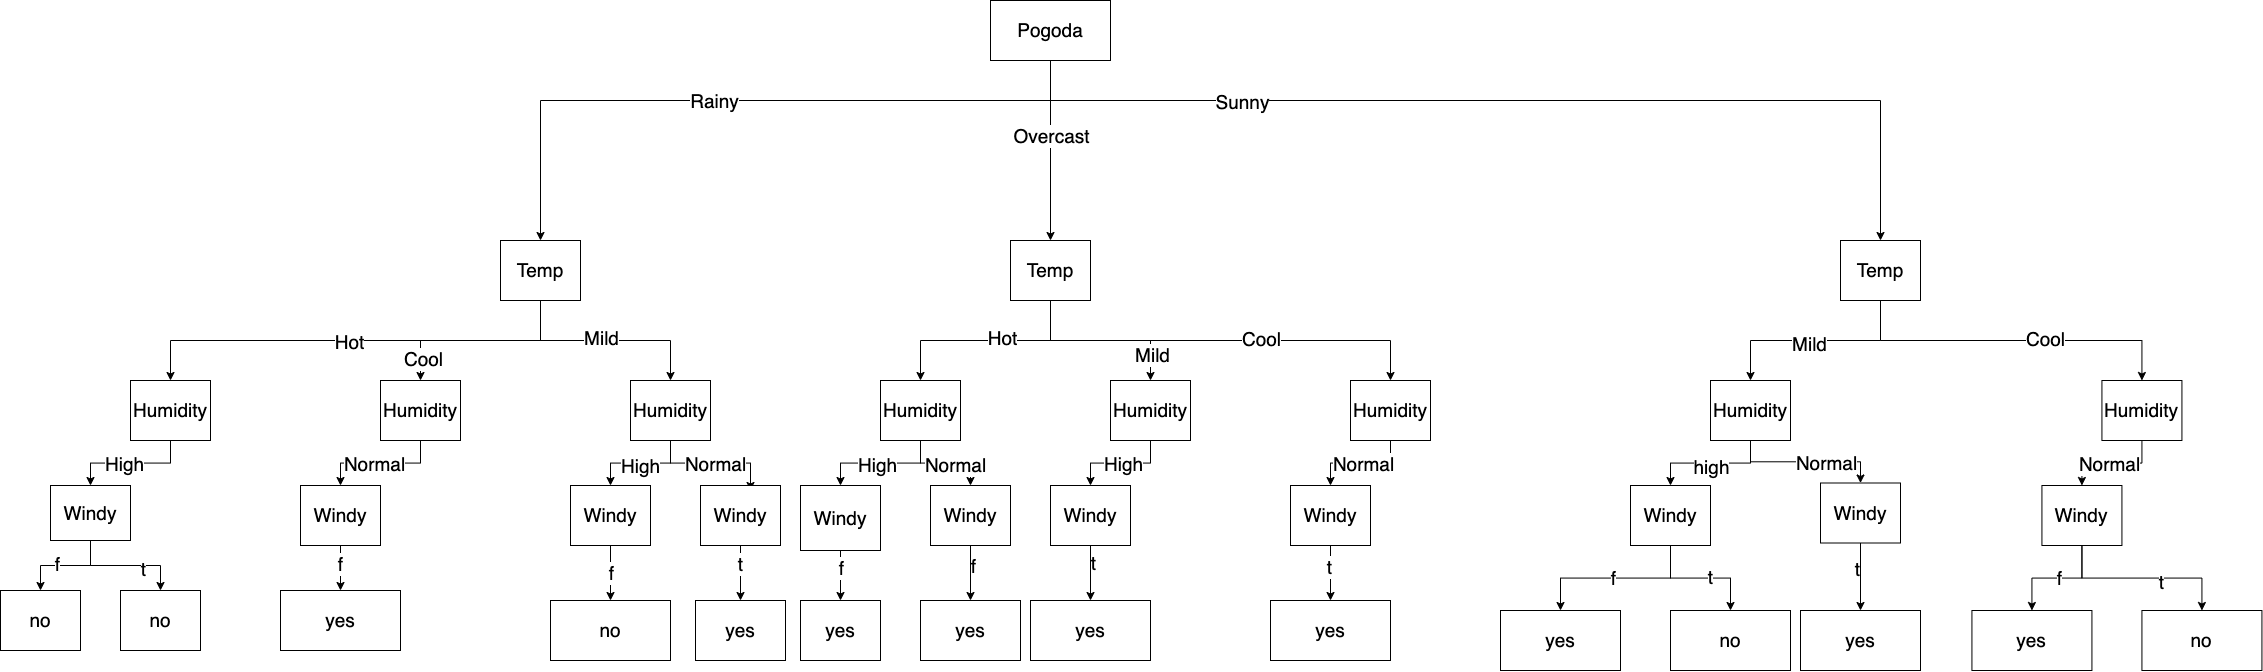 Pogoda
Rainy
Sunny
Overcast
Temp
Temp
Temp
Hot
Cool
Mild
Hot
Mild
Cool
Mild
Cool
Humidity
Humidity
Humidity
Humidity
Humidity
Humidity
Humidity
Humidity
High
Normal
High
Normal
High
Normal
High
Normal
high
Normal
Normal
Windy
Windy
Windy
Windy
Windy
Windy
Windy
Windy
Windy
Windy
Windy
f
t
f
f
t
f
f
t
t
f
t
t
f
t
no
no
yes
no
yes
yes
yes
yes
yes
yes
no
yes
yes
no